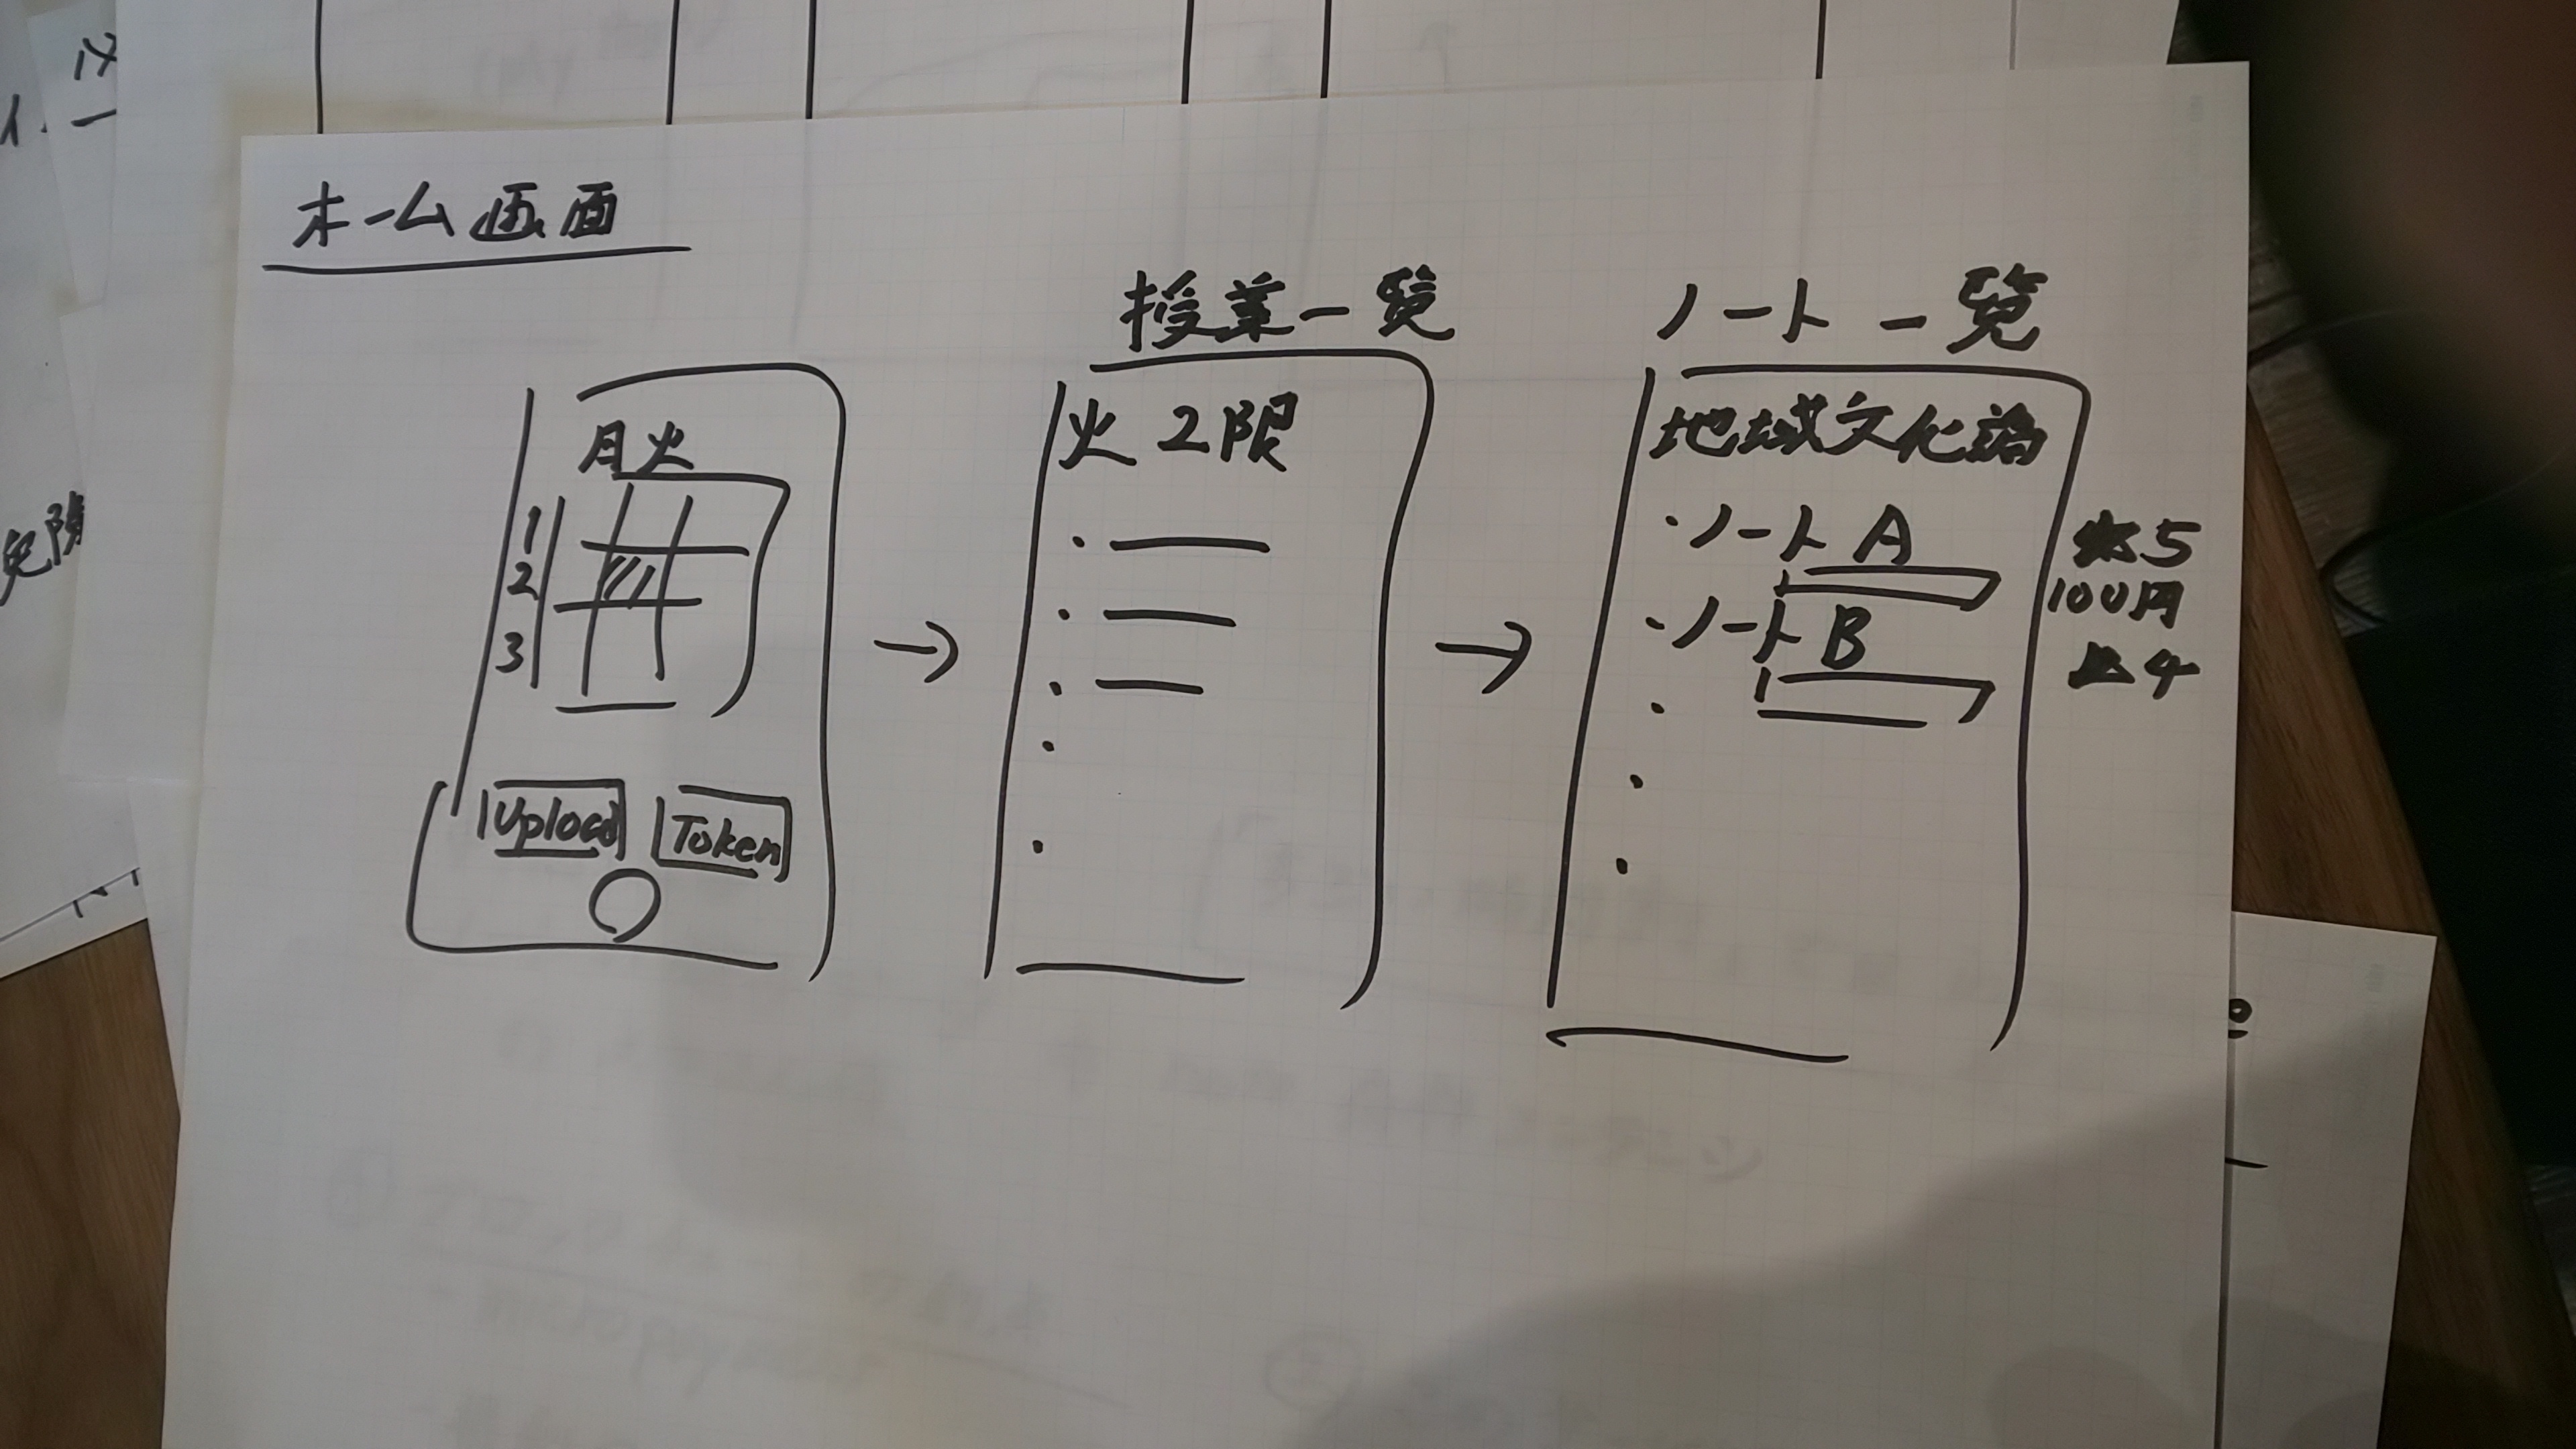 ホーム画面
授業一覧
ノート一覧
月火
1
2
3
Upload
Token
火2限
地域文化論
・ノートA
★5
100円
・ノートB
★4